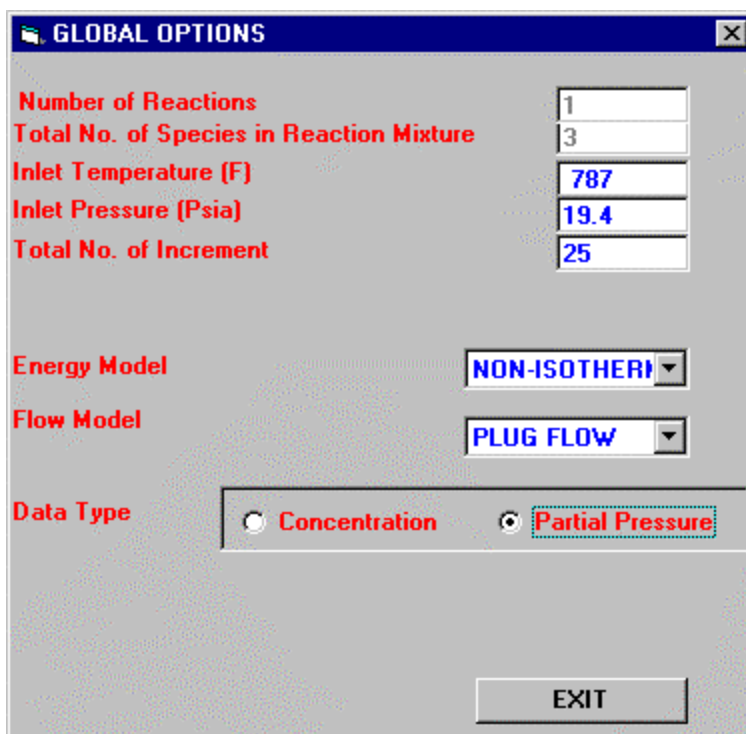 GLOBAL OPTIONS
Number of Reactions 1
Total No. of Species in Reaction Mixture 3
Inlet Temperature (F) 787
Inlet Pressure (Psia) 19.4
Total No. of Increment 25
Energy Model NON-ISOTHERM
Flow Model PLUG FLOW
Data Type Concentration Partial Pressure
EXIT